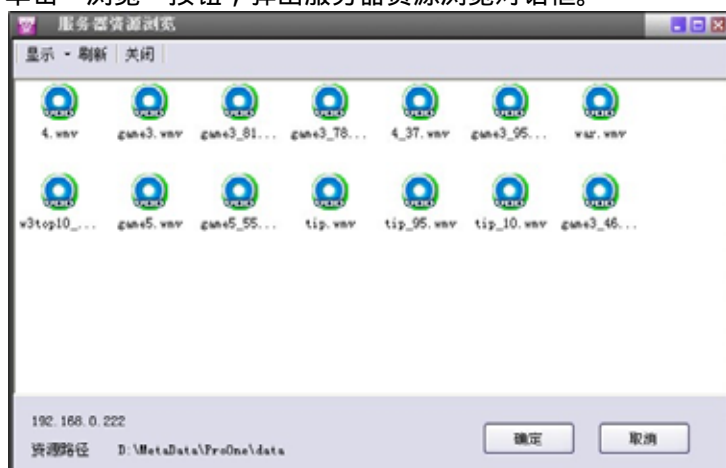 单击“浏览”按钮，弹出服务器资源浏览对话框。
服务器资源浏览
显示 刷新 关闭
4.wmv game3.wmv game3_81... game3_78... 4_37.wmv game3_95... war.wmv
w3top10_... game5.wmv game5_55... tip.wmv tip_95.wmv tip_10.wmv game3_46...
192.168.0.222
资源路径 D:\MetaData\ProOne\data
确定 取消